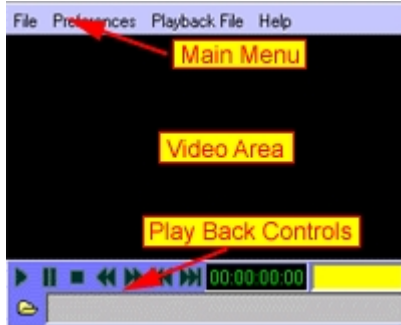 File Preferences Playback File Help
Main Menu
Video Area
Play Back Controls
00:00:00:00